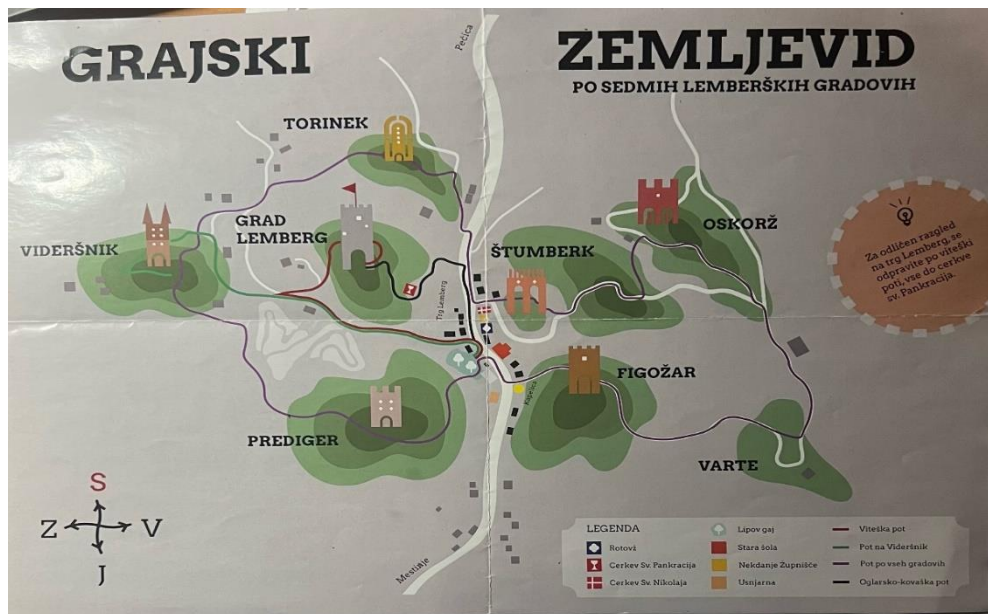 GRAJSKI
ZEMLJEVID
PO SEDMIH LEMBERŠKIH GRADOVIH
Pečica
TORINEK
GRAD
LEMBERG
VIDERŠNIK
OSKORŽ
ŠTUMBERK
Za odličen razgled
na trg Lemberg, se
odpravite po viteški
poti, vse do cerkve
sv. Pankracija.
Trg Lemberg
FIGOŽAR
Kapelica
PREDIGER
VARTE
S
Z
V
J
Mestinje
LEGENDA
Rotovž
Cerkev Sv. Pankracija
Cerkev Sv. Nikolaja
Lipov gaj
Stara šola
Nekdanje Župnišče
Usnjarna
Viteška pot
Pot na Videršnik
Pot po vseh gradovih
Oglarsko-kovaška pot